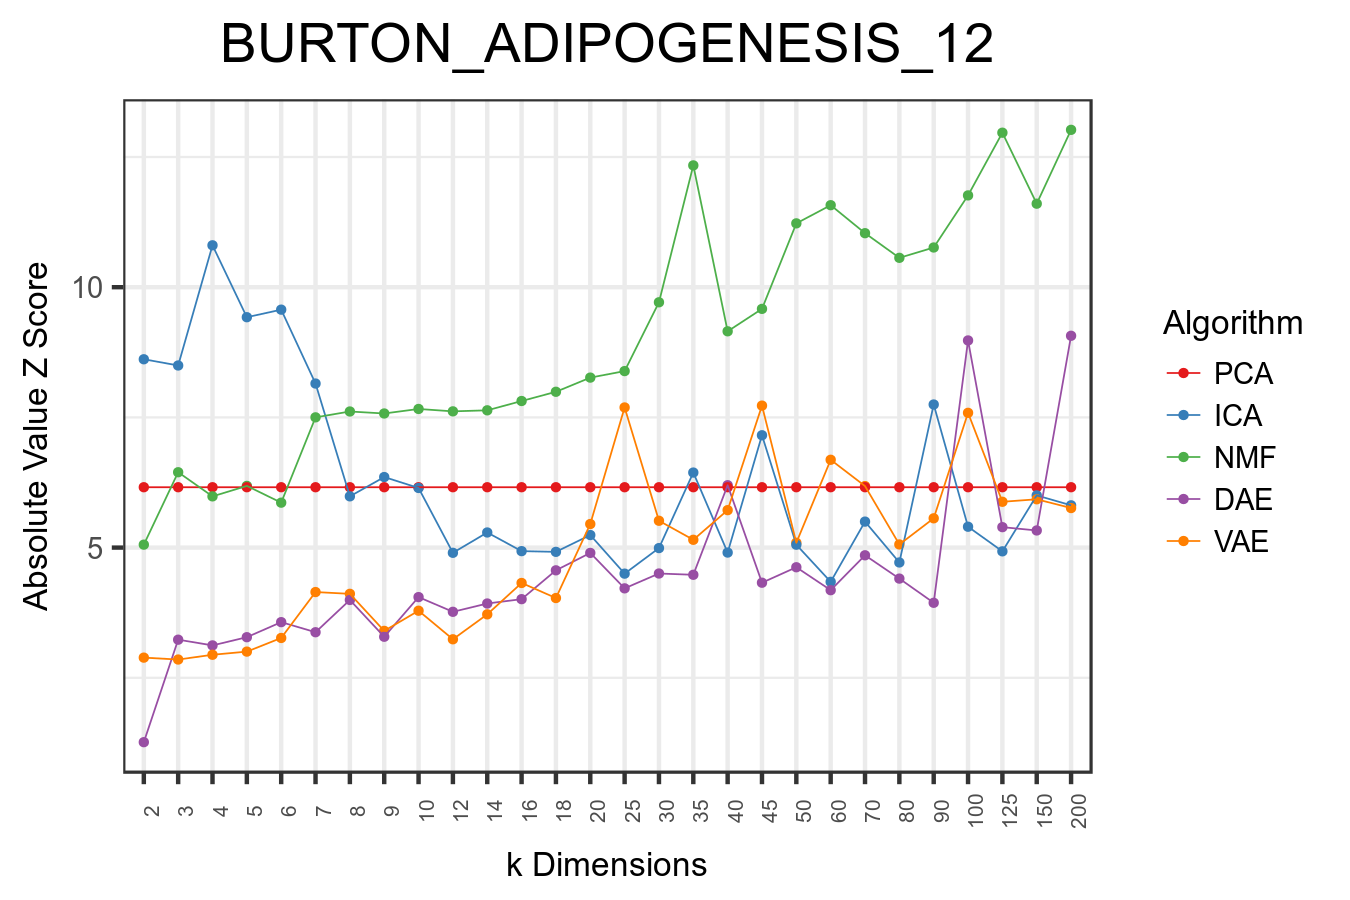 BURTON_ADIPOGENESIS_12
Absolute Value Z Score
10
5
2 3 4 5 6 7 8 9 10 12 14 16 18 20 25 30 35 40 45 50 60 70 80 90 100 125 150 200
k Dimensions
Algorithm
PCA
ICA
NMF
DAE
VAE